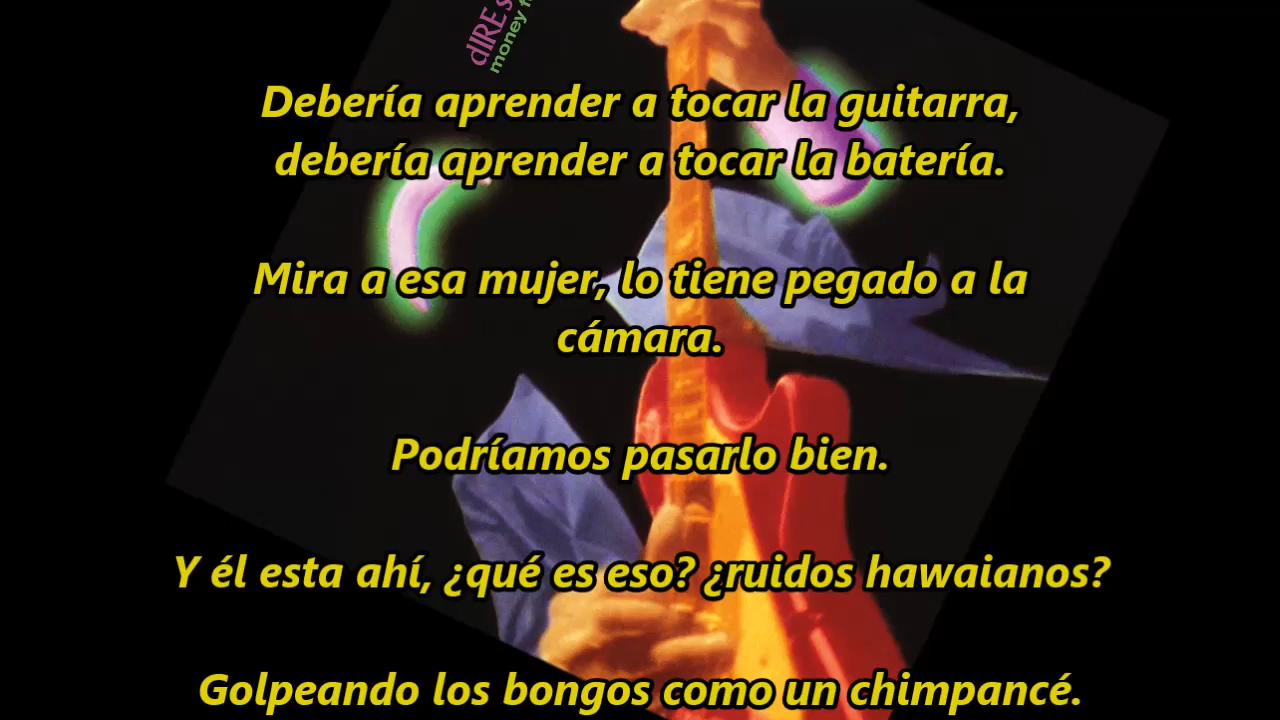 dIRE s
money f
Debería aprender a tocar la guitarra,
debería aprender a tocar la batería.
Mira a esa mujer, lo tiene pegado a la
cámara.
Podríamos pasarlo bien.
Y él esta ahí, ¿qué es eso? ¿ruidos hawaianos?
Golpeando los bongos como un chimpancé.